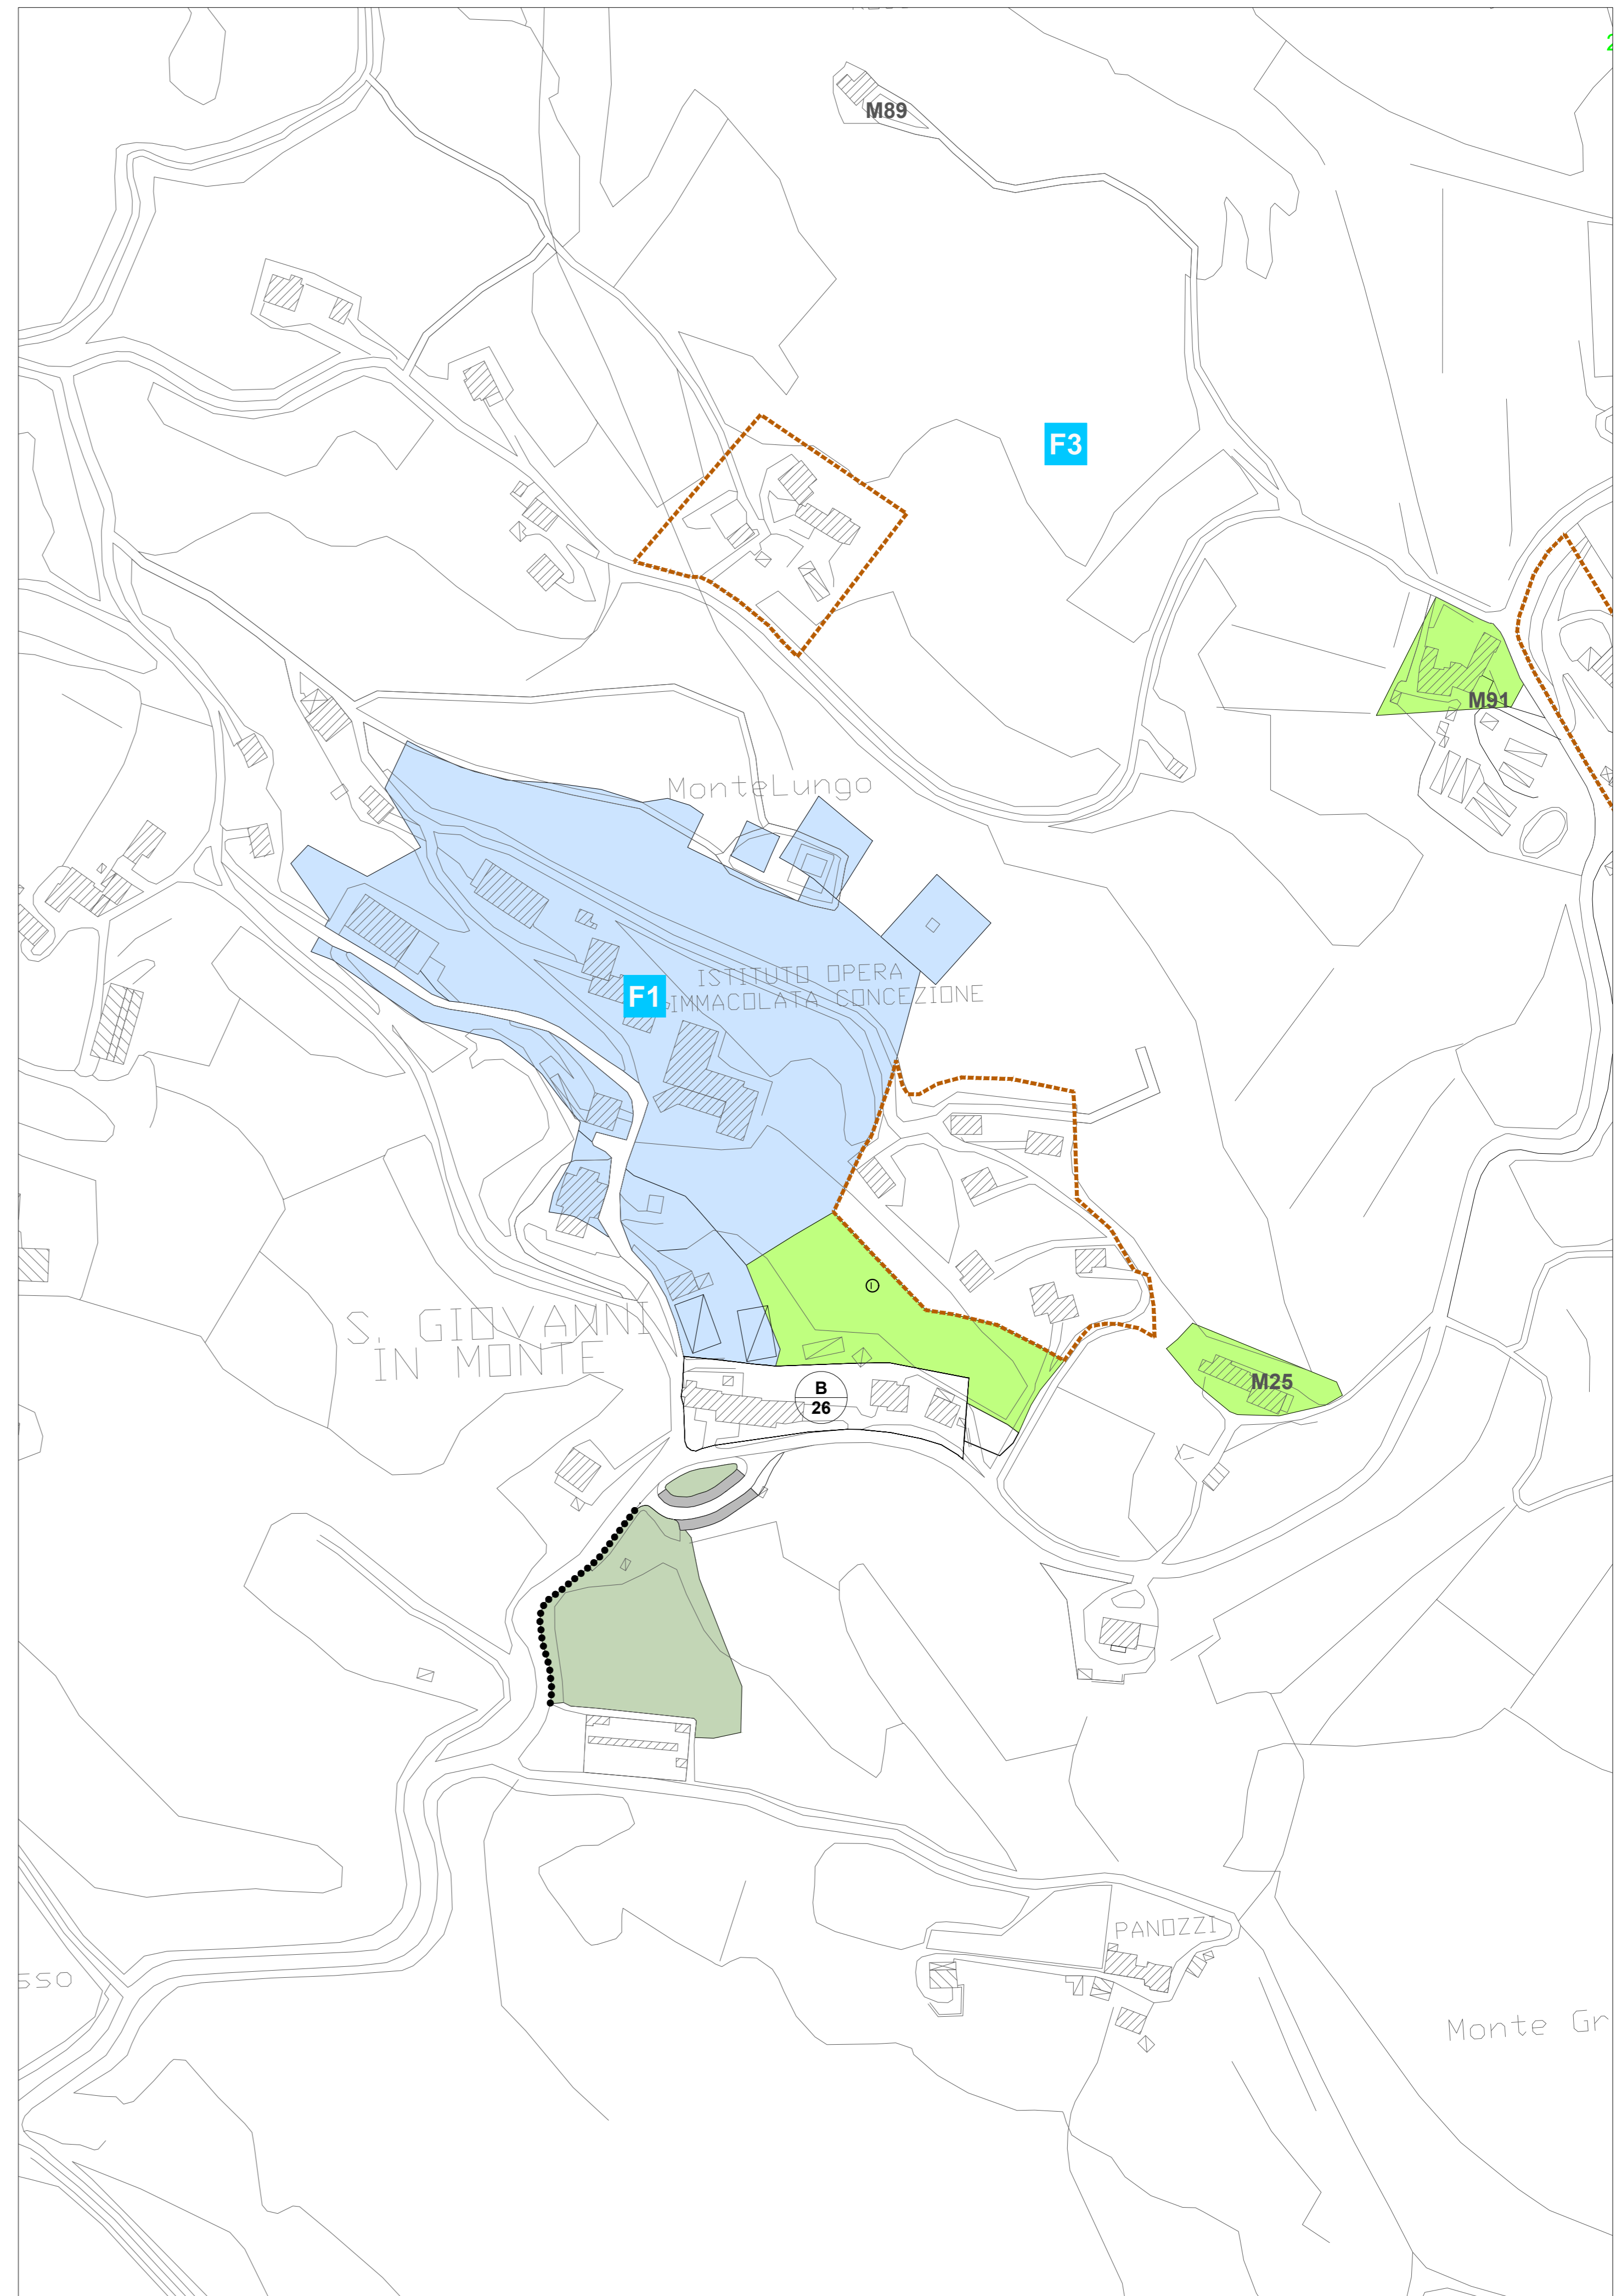 M89
F3
M91
MonteLungo
ISTITUTO OPERA
IMMACOLATA CONCEZIONE
F1
I
S. GIOVANNI
IN MONTE
M25
B
26
PANOZZI
SSO
Monte Gr